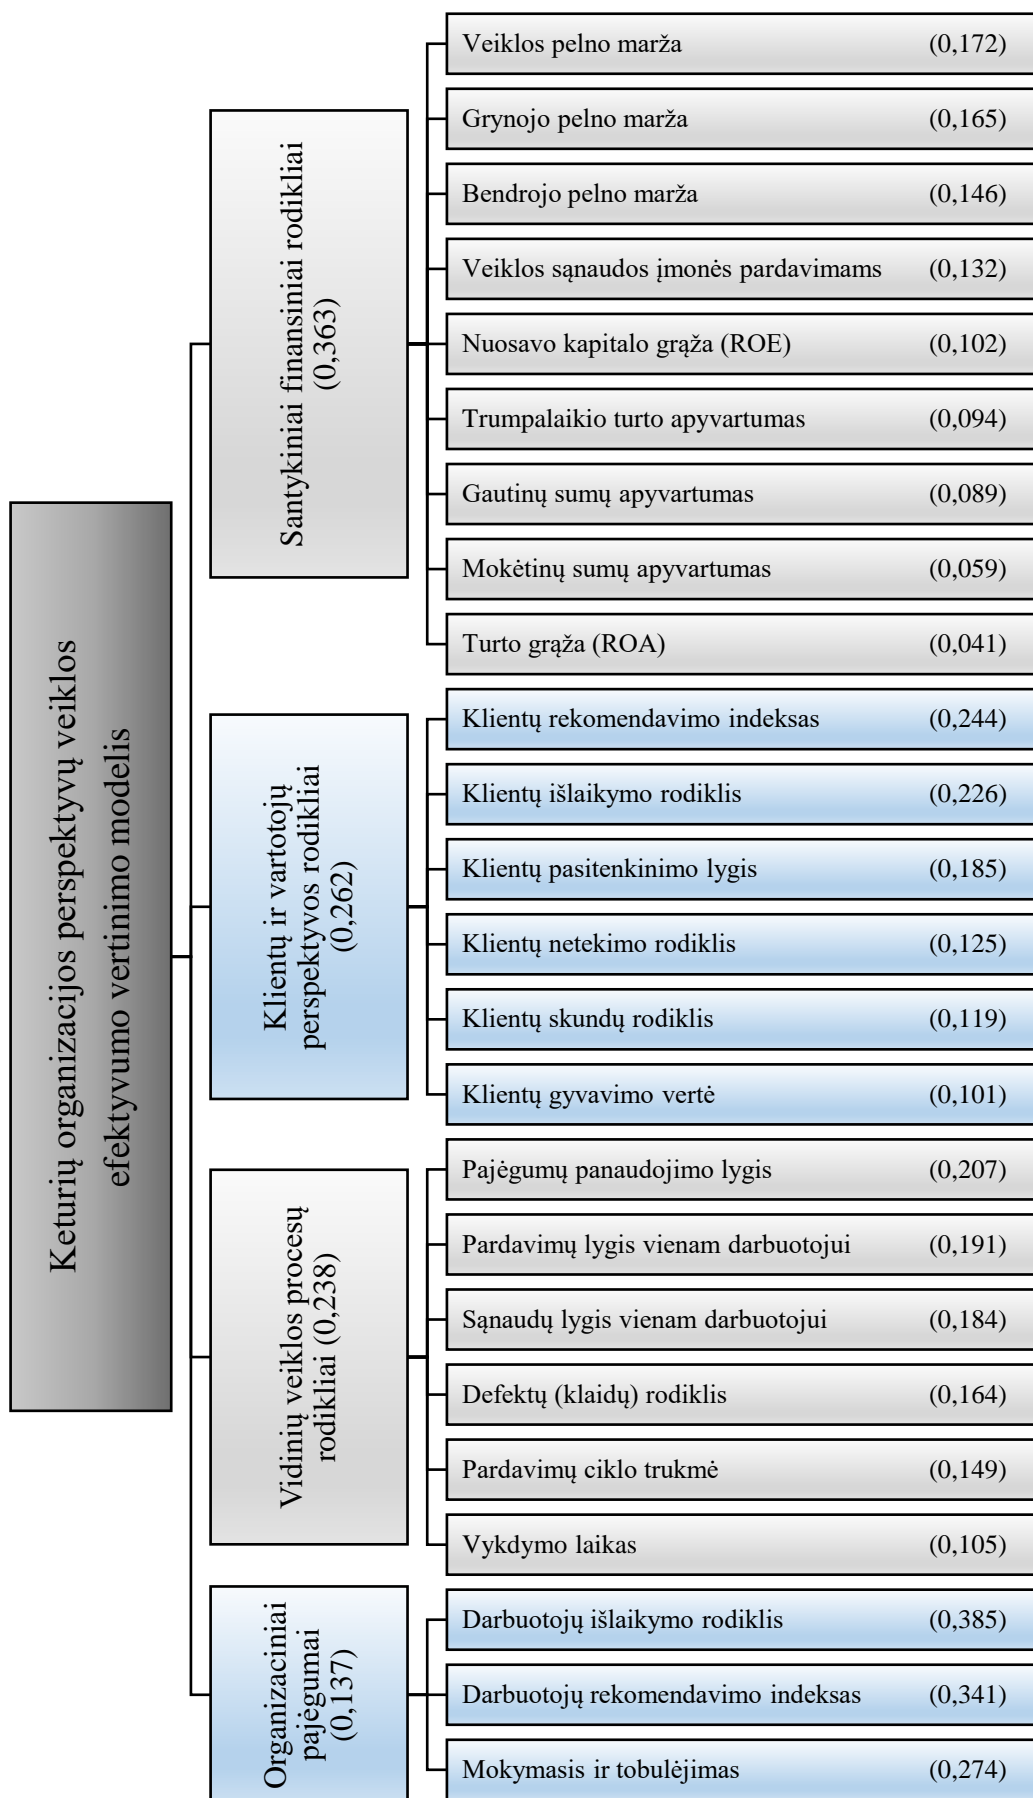 Keturių organizacijos perspektyvų veiklos
efektyvumo vertinimo modelis
Santykiniai finansiniai rodikliai
(0,363)
Veiklos pelno marža (0,172)
Grynojo pelno marža (0,165)
Bendrojo pelno marža (0,146)
Veiklos sąnaudos įmonės pardavimams (0,132)
Nuosavo kapitalo grąža (ROE) (0,102)
Trumpalaikio turto apyvartumas (0,094)
Gautinų sumų apyvartumas (0,089)
Mokėtinų sumų apyvartumas (0,059)
Turto grąža (ROA) (0,041)
Klientų ir vartotojų
perspektyvos rodikliai
(0,262)
Klientų rekomendavimo indeksas (0,244)
Klientų išlaikymo rodiklis (0,226)
Klientų pasitenkinimo lygis (0,185)
Klientų netekimo rodiklis (0,125)
Klientų skundų rodiklis (0,119)
Klientų gyvavimo vertė (0,101)
Vidinių veiklos procesų
rodikliai (0,238)
Pajėgumų panaudojimo lygis (0,207)
Pardavimų lygis vienam darbuotojui (0,191)
Sąnaudų lygis vienam darbuotojui (0,184)
Defektų (klaidų) rodiklis (0,164)
Pardavimų ciklo trukmė (0,149)
Vykdymo laikas (0,105)
Organizaciniai
pajėgumai
(0,137)
Darbuotojų išlaikymo rodiklis (0,385)
Darbuotojų rekomendavimo indeksas (0,341)
Mokymasis ir tobulėjimas (0,274)